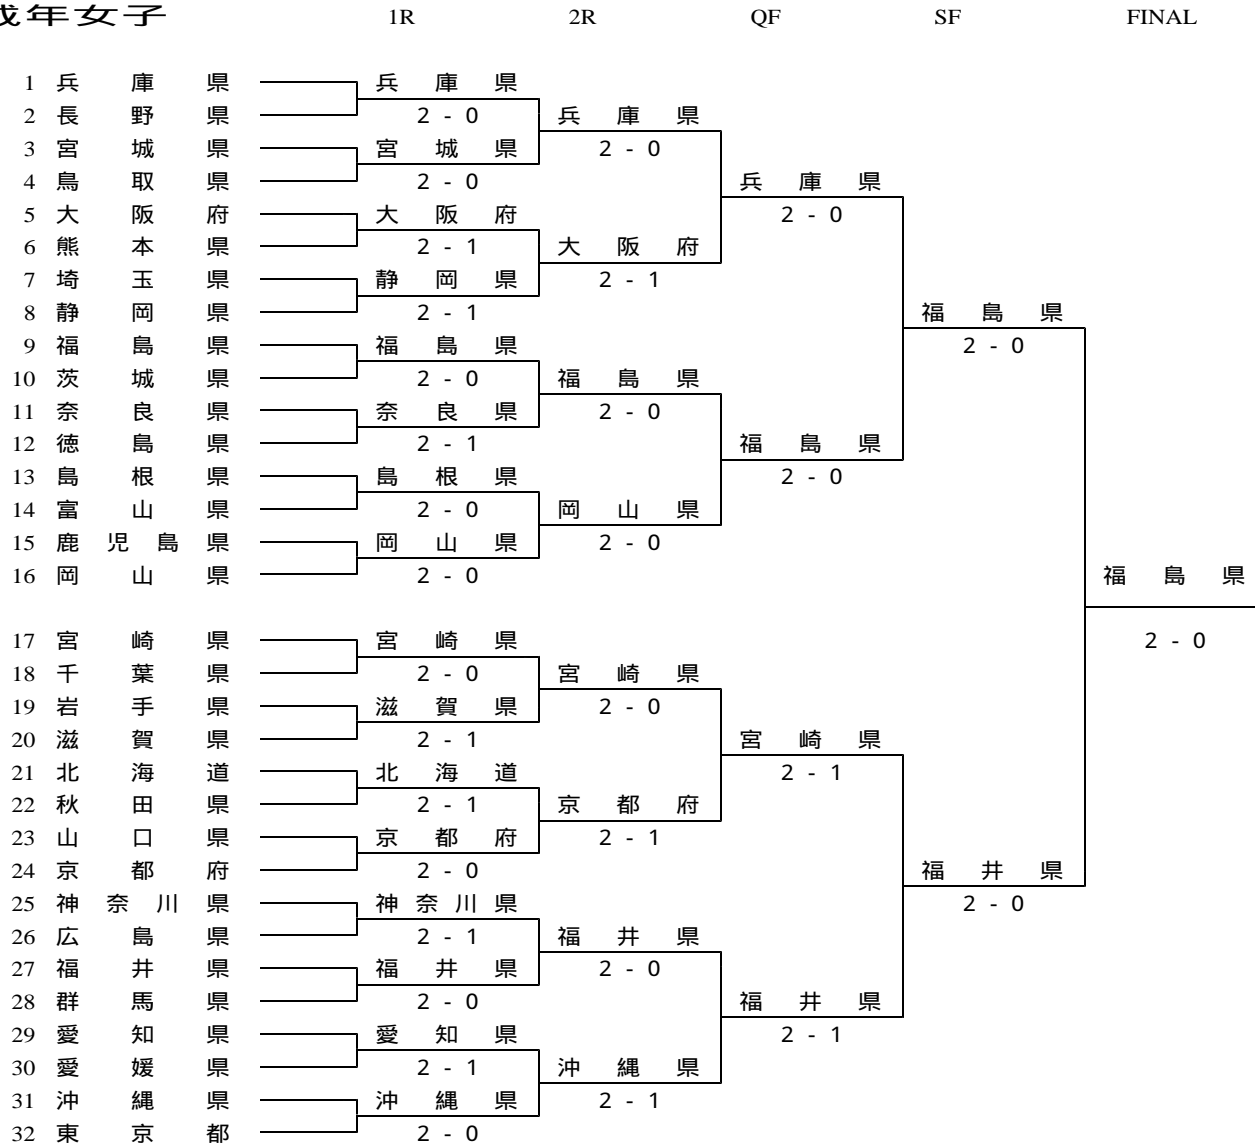 成年女子 1R 2R QF SF FINAL
1 兵庫県 兵庫県
2 長野県 2 - 0 兵庫県
3 宮城県 宮城県 2 - 0
4 鳥取県 2 - 0 兵庫県
5 大阪府 大阪府 2 - 0
6 熊本県 2 - 1 大阪府
7 埼玉県 静岡県 2 - 1
8 静岡県 2 - 1 福島県
9 福島県 福島県 2 - 0
10 茨城県 2 - 0 福島県
11 奈良県 奈良県 2 - 0
12 徳島県 2 - 1 福島県
13 島根県 島根県 2 - 0
14 富山県 2 - 0 岡山県
15 鹿児島県 岡山県 2 - 0
16 岡山県 2 - 0 福島県
17 宮崎県 宮崎県 2 - 0
18 千葉県 2 - 0 宮崎県
19 岩手県 滋賀県 2 - 0
20 滋賀県 2 - 1 宮崎県
21 北海道 北海道 2 - 1
22 秋田県 2 - 1 京都府
23 山口県 京都府 2 - 1
24 京都府 2 - 0 福井県
25 神奈川県 神奈川県 2 - 0
26 広島県 2 - 1 福井県
27 福井県 福井県 2 - 0
28 群馬県 2 - 0 福井県
29 愛知県 愛知県 2 - 1
30 愛媛県 2 - 1 沖縄県
31 沖縄県 沖縄県 2 - 1
32 東京都 2 - 0